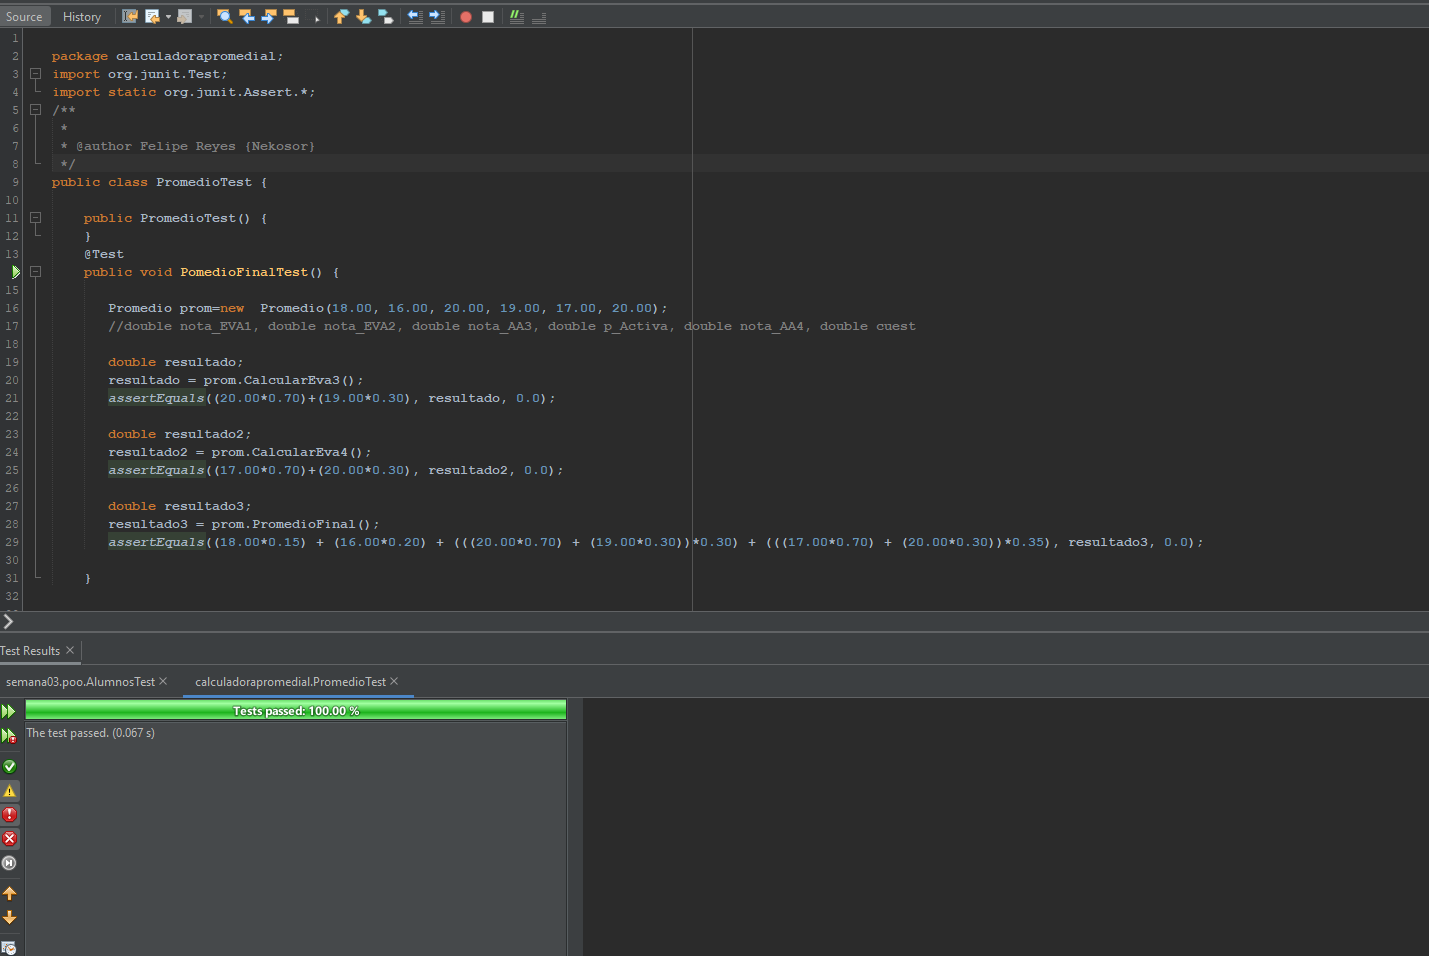 Source History
1
2 package calculadorapromedial;
3 import org.junit.Test;
4 import static org.junit.Assert.*;
5 /**
6 *
7 * @author Felipe Reyes {Nekosor}
8 */
9 public class PromedioTest {
10
11 public PromedioTest() {
12 }
13 @Test
public void PomedioFinalTest() {
15
16 Promedio prom=new  Promedio(18.00, 16.00, 20.00, 19.00, 17.00, 20.00);
17 //double nota_EVA1, double nota_EVA2, double nota_AA3, double p_Activa, double nota_AA4, double cuest
18
19 double resultado;
20 resultado = prom.CalcularEva3();
21 assertEquals((20.00*0.70)+(19.00*0.30), resultado, 0.0);
22
23 double resultado2;
24 resultado2 = prom.CalcularEva4();
25 assertEquals((17.00*0.70)+(20.00*0.30), resultado2, 0.0);
26
27 double resultado3;
28 resultado3 = prom.PromedioFinal();
29 assertEquals((18.00*0.15) + (16.00*0.20) + (((20.00*0.70) + (19.00*0.30))*0.30) + (((17.00*0.70) + (20.00*0.30))*0.35), resultado3, 0.0);
30
31 }
32
Test Results
semana03.poo.AlumnosTest calculadorapromedial.PromedioTest
Tests passed: 100.00 %
The test passed. (0.067 s)